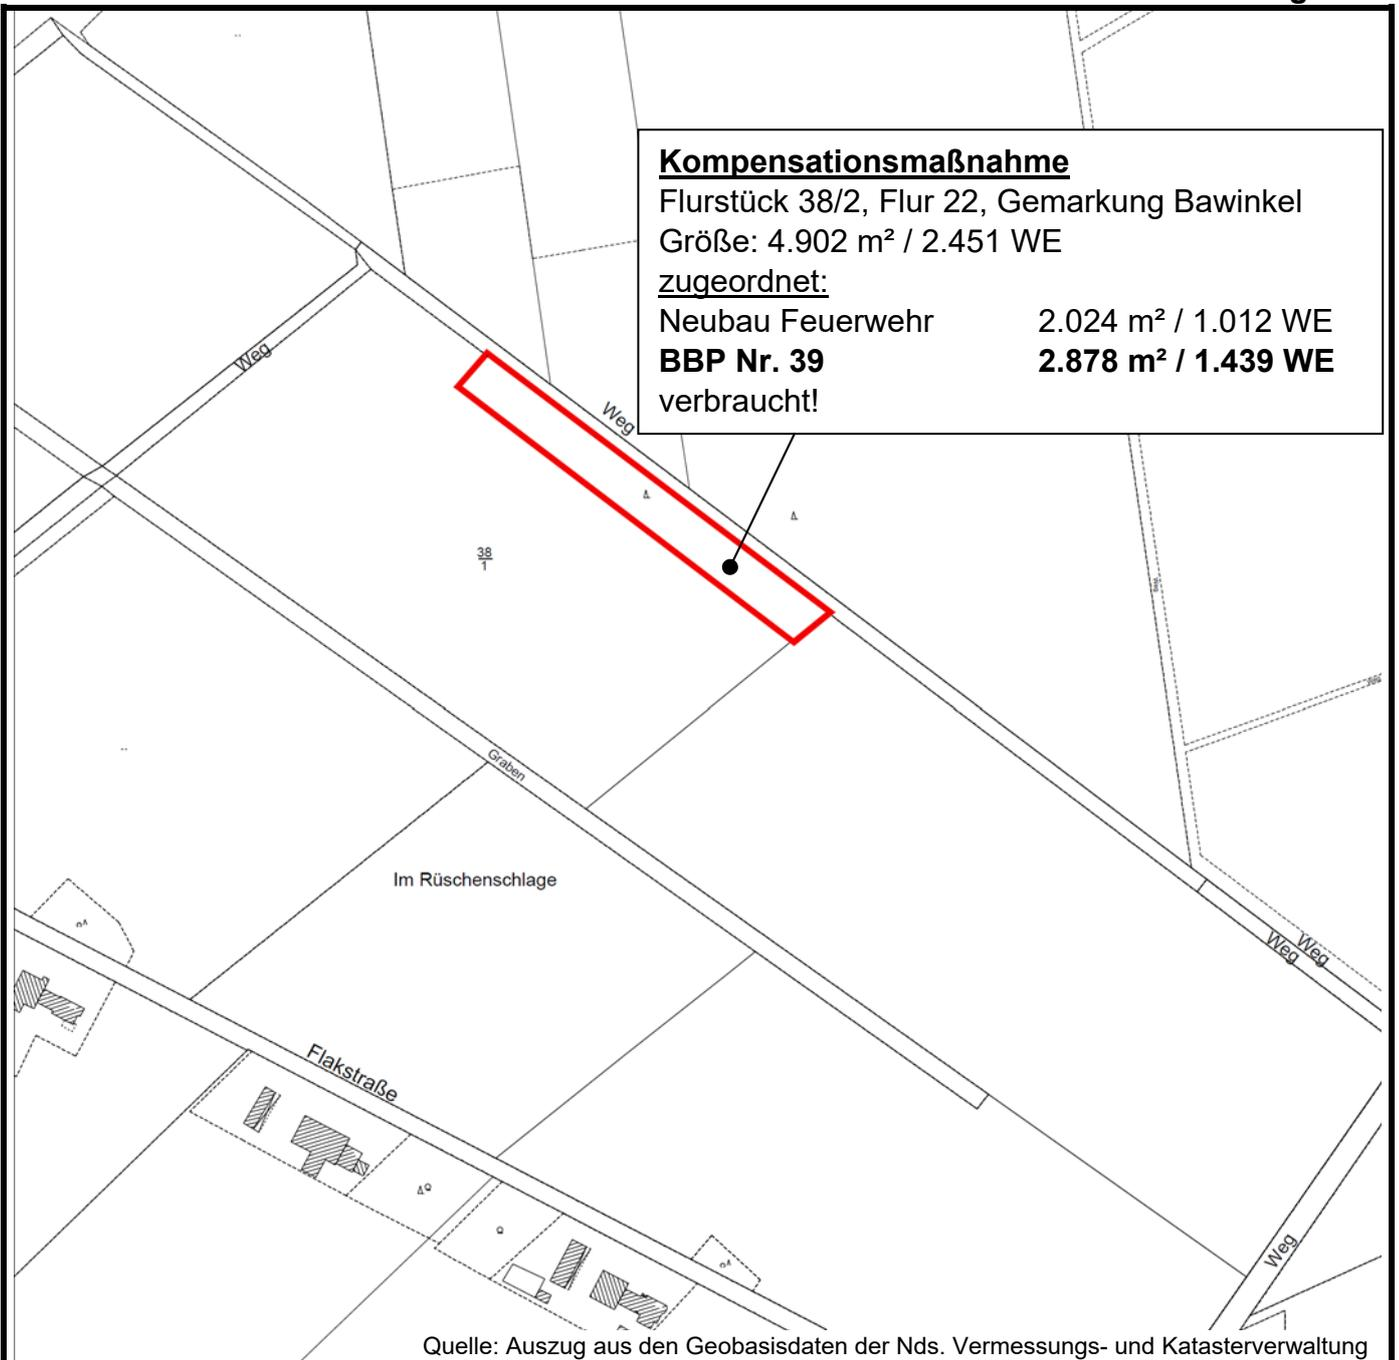 Kompensationsmaßnahme
Flurstück 38/2, Flur 22, Gemarkung Bawinkel
Größe: 4.902 m² / 2.451 WE
zugeordnet:
Neubau Feuerwehr 2.024 m² / 1.012 WE
BBP Nr. 39 2.878 m² / 1.439 WE
verbraucht!
Weg
Weg
38
1
Graben
Im Rüschenschlage
Weg
Weg
Flakstraße
Weg
Quelle: Auszug aus den Geobasisdaten der Nds. Vermessungs- und Katasterverwaltung